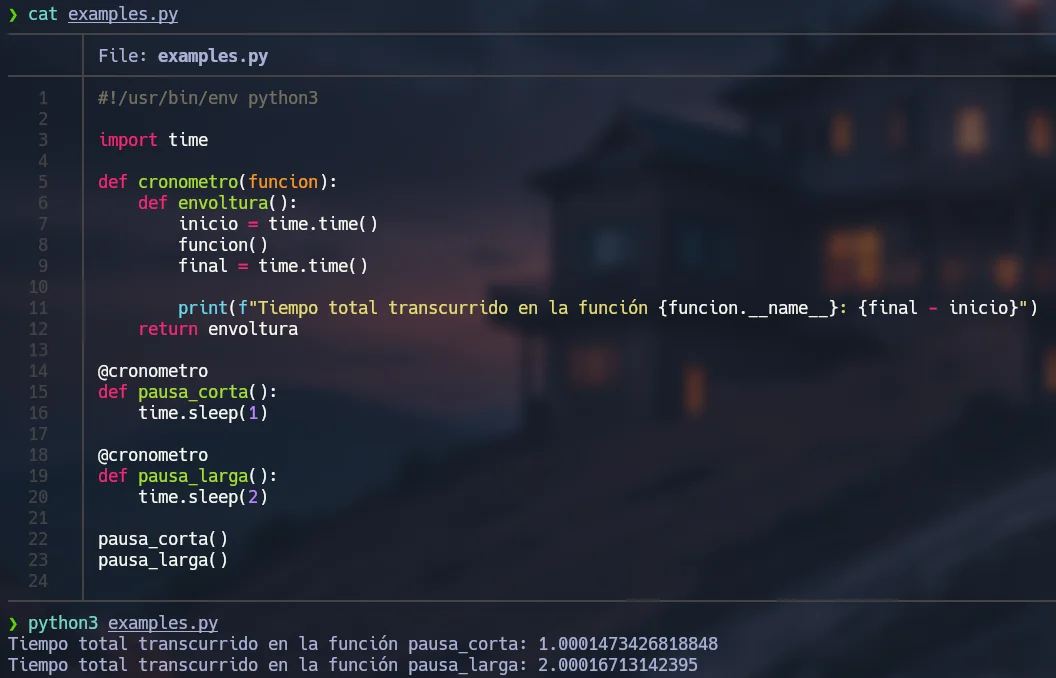 ❯ cat examples.py
File: examples.py
1 #!/usr/bin/env python3
2
3 import time
4
5 def cronometro(funcion):
6     def envoltura():
7         inicio = time.time()
8         funcion()
9         final = time.time()
10
11         print(f"Tiempo total transcurrido en la función {funcion.__name__}: {final - inicio}")
12     return envoltura
13
14 @cronometro
15 def pausa_corta():
16     time.sleep(1)
17
18 @cronometro
19 def pausa_larga():
20     time.sleep(2)
21
22 pausa_corta()
23 pausa_larga()
24
❯ python3 examples.py
Tiempo total transcurrido en la función pausa_corta: 1.0001473426818848
Tiempo total transcurrido en la función pausa_larga: 2.00016713142395